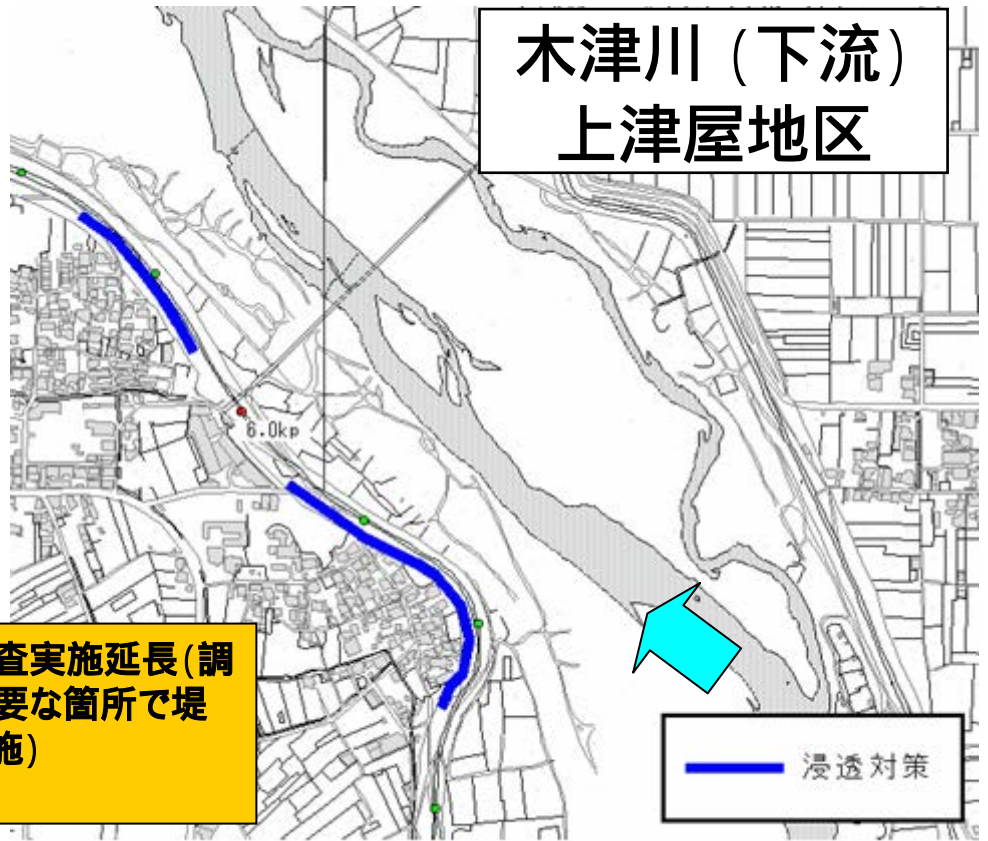 木津川（下流）
上津屋地区
6.0kp
査実施延長(調
要な箇所で堤
施)
浸透対策